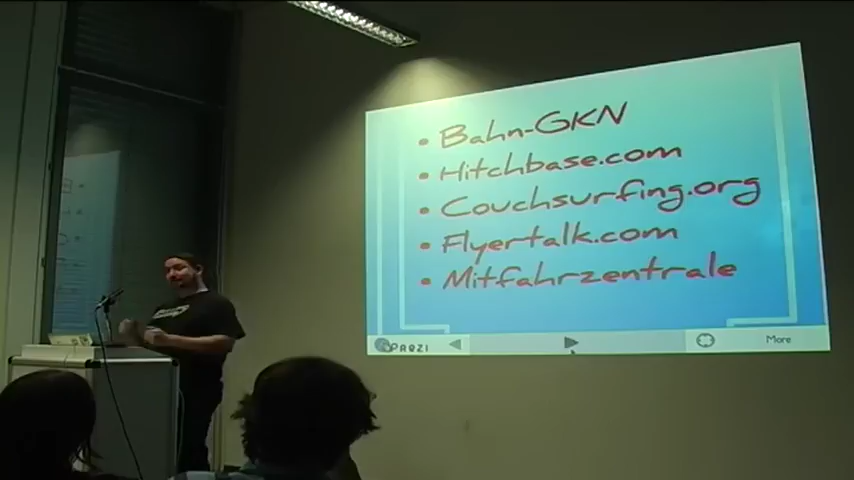 • Bahn-GKN
• Hitchbase.com
• Couchsurfing.org
• Flyertalk.com
• Mitfahrzentrale
PREZI
More